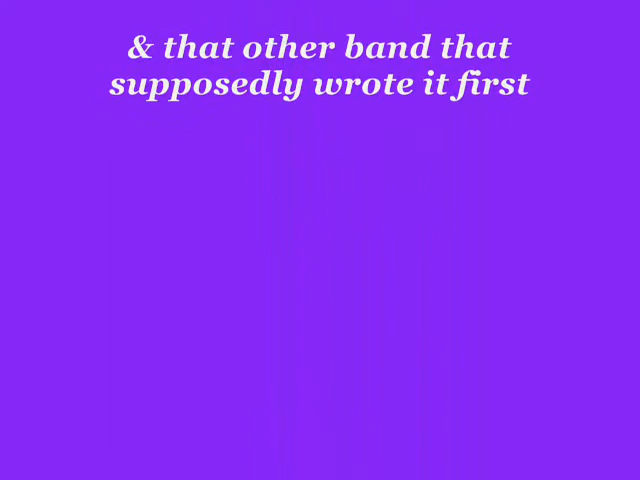 & that other band that
supposedly wrote it first